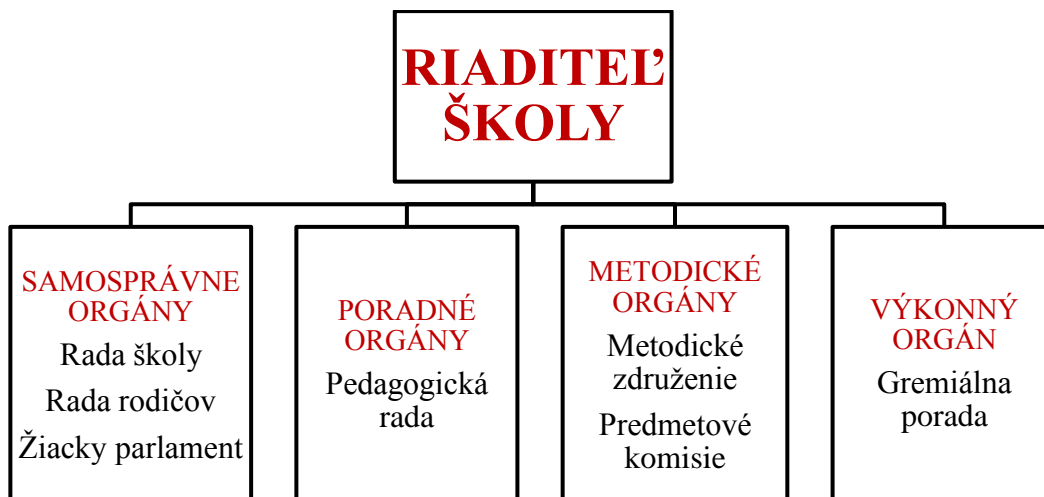 RIADITEĽ
ŠKOLY
SAMOSPRÁVNE
ORGÁNY
Rada školy
Rada rodičov
Žiacky parlament
PORADNÉ
ORGÁNY
Pedagogická
rada
METODICKÉ
ORGÁNY
Metodické
združenie
Predmetové
komisie
VÝKONNÝ
ORGÁN
Gremiálna
porada